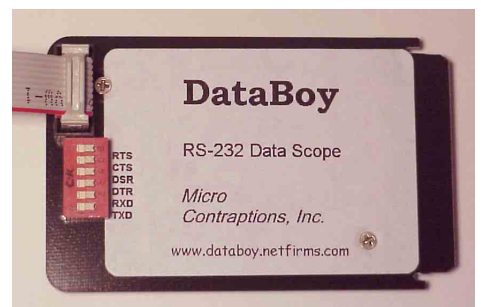 DataBoy
RS-232 Data Scope
RTS
CTS
DSR
DTR
RXD
TXD
Micro
Contraptions, Inc.
www.databoy.netfirms.com